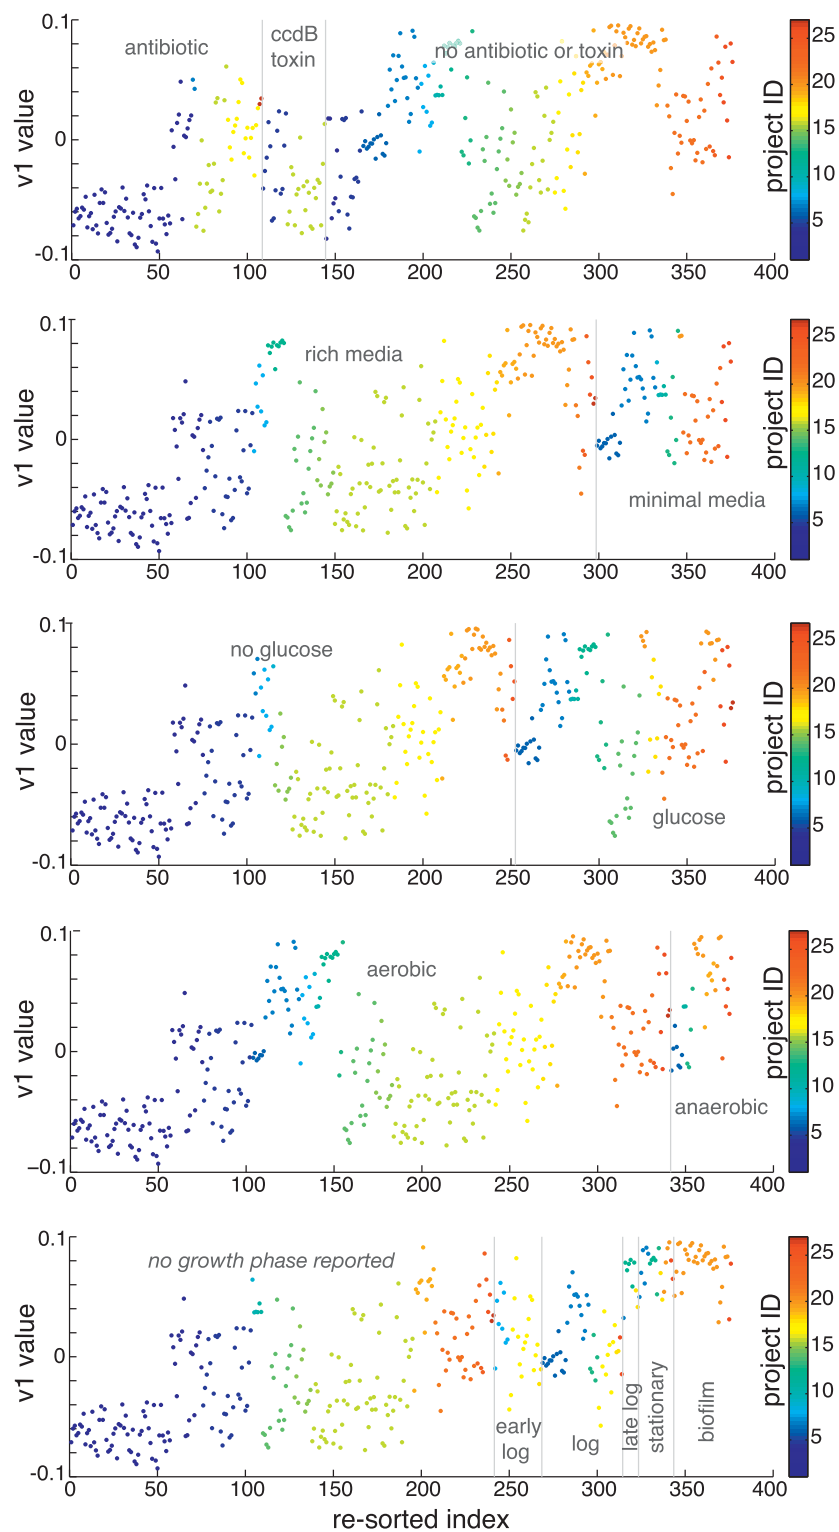 0.1
antibiotic
ccdB
toxin
no antibiotic or toxin
v1 value
0
-0.1
0 50 100 150 200 250 300 350 400
project ID
25
20
15
10
5
0.1
rich media
v1 value
0
minimal media
-0.1
0 50 100 150 200 250 300 350 400
project ID
25
20
15
10
5
0.1
no glucose
v1 value
0
glucose
-0.1
0 50 100 150 200 250 300 350 400
project ID
25
20
15
10
5
0.1
aerobic
v1 value
0
anaerobic
−0.1
0 50 100 150 200 250 300 350 400
project ID
25
20
15
10
5
0.1
no growth phase reported
v1 value
0
early
log
log
late log
stationary
biofilm
-0.1
0 50 100 150 200 250 300 350 400
project ID
25
20
15
10
5
re-sorted index